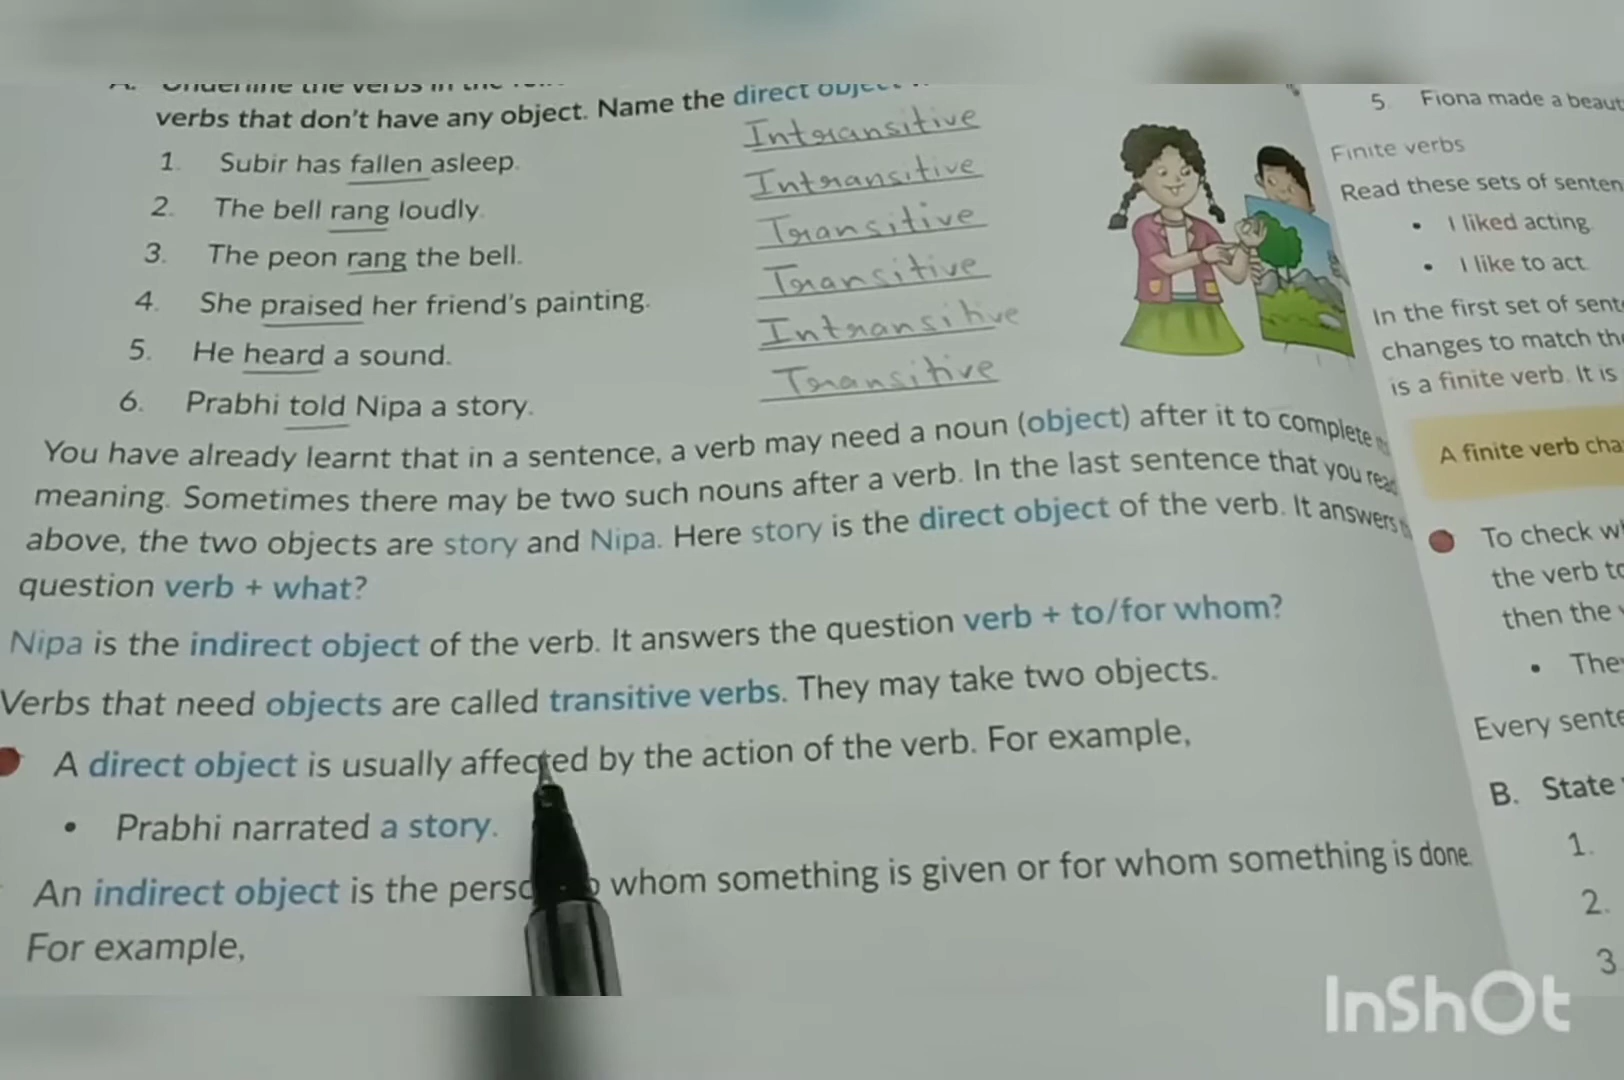 verbs that don't have any object. Name the direct
1. Subir has fallen asleep. Intransitive
2. The bell rang loudly. Intransitive
3. The peon rang the bell. Transitive
4. She praised her friend's painting. Transitive
5. He heard a sound. Intransitive
6. Prabhi told Nipa a story. Transitive
You have already learnt that in a sentence, a verb may need a noun (object) after it to complete
meaning. Sometimes there may be two such nouns after a verb. In the last sentence that you read
above, the two objects are story and Nipa. Here story is the direct object of the verb. It answers
question verb + what?
Nipa is the indirect object of the verb. It answers the question verb + to/for whom?
Verbs that need objects are called transitive verbs. They may take two objects.
A direct object is usually affected by the action of the verb. For example,
• Prabhi narrated a story.
An indirect object is the whom something is given or for whom something is done.
For example,
5. Fiona made a
Finite verbs
Read these sets of
• I liked acting.
• I like to act.
In the first set of
changes to match
is a finite verb. It is
A finite verb
To check
the verb
then the
•
Every
B. State
1.
2.
3
InShOt